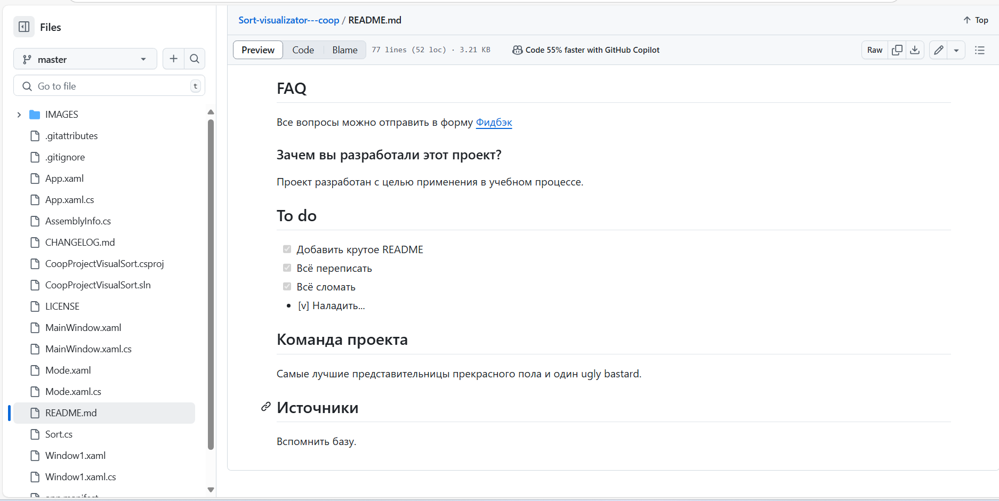 Files
master
Go to file
t
IMAGES
.gitattributes
.gitignore
App.xaml
App.xaml.cs
AssemblyInfo.cs
CHANGELOG.md
CoopProjectVisualSort.csproj
CoopProjectVisualSort.sln
LICENSE
MainWindow.xaml
MainWindow.xaml.cs
Mode.xaml
Mode.xaml.cs
README.md
Sort.cs
Window1.xaml
Window1.xaml.cs
app.manifest
Sort-visualizator---coop / README.md
Top
Preview Code Blame 77 lines (52 loc) · 3.21 KB Code 55% faster with GitHub Copilot Raw
FAQ
Все вопросы можно отправить в форму Фидбэк
Зачем вы разработали этот проект?
Проект разработан с целью применения в учебном процессе.
To do
Добавить крутое README
Всё переписать
Всё сломать
• [v] Наладить...
Команда проекта
Самые лучшие представительницы прекрасного пола и один ugly bastard.
Источники
Вспомнить базу.